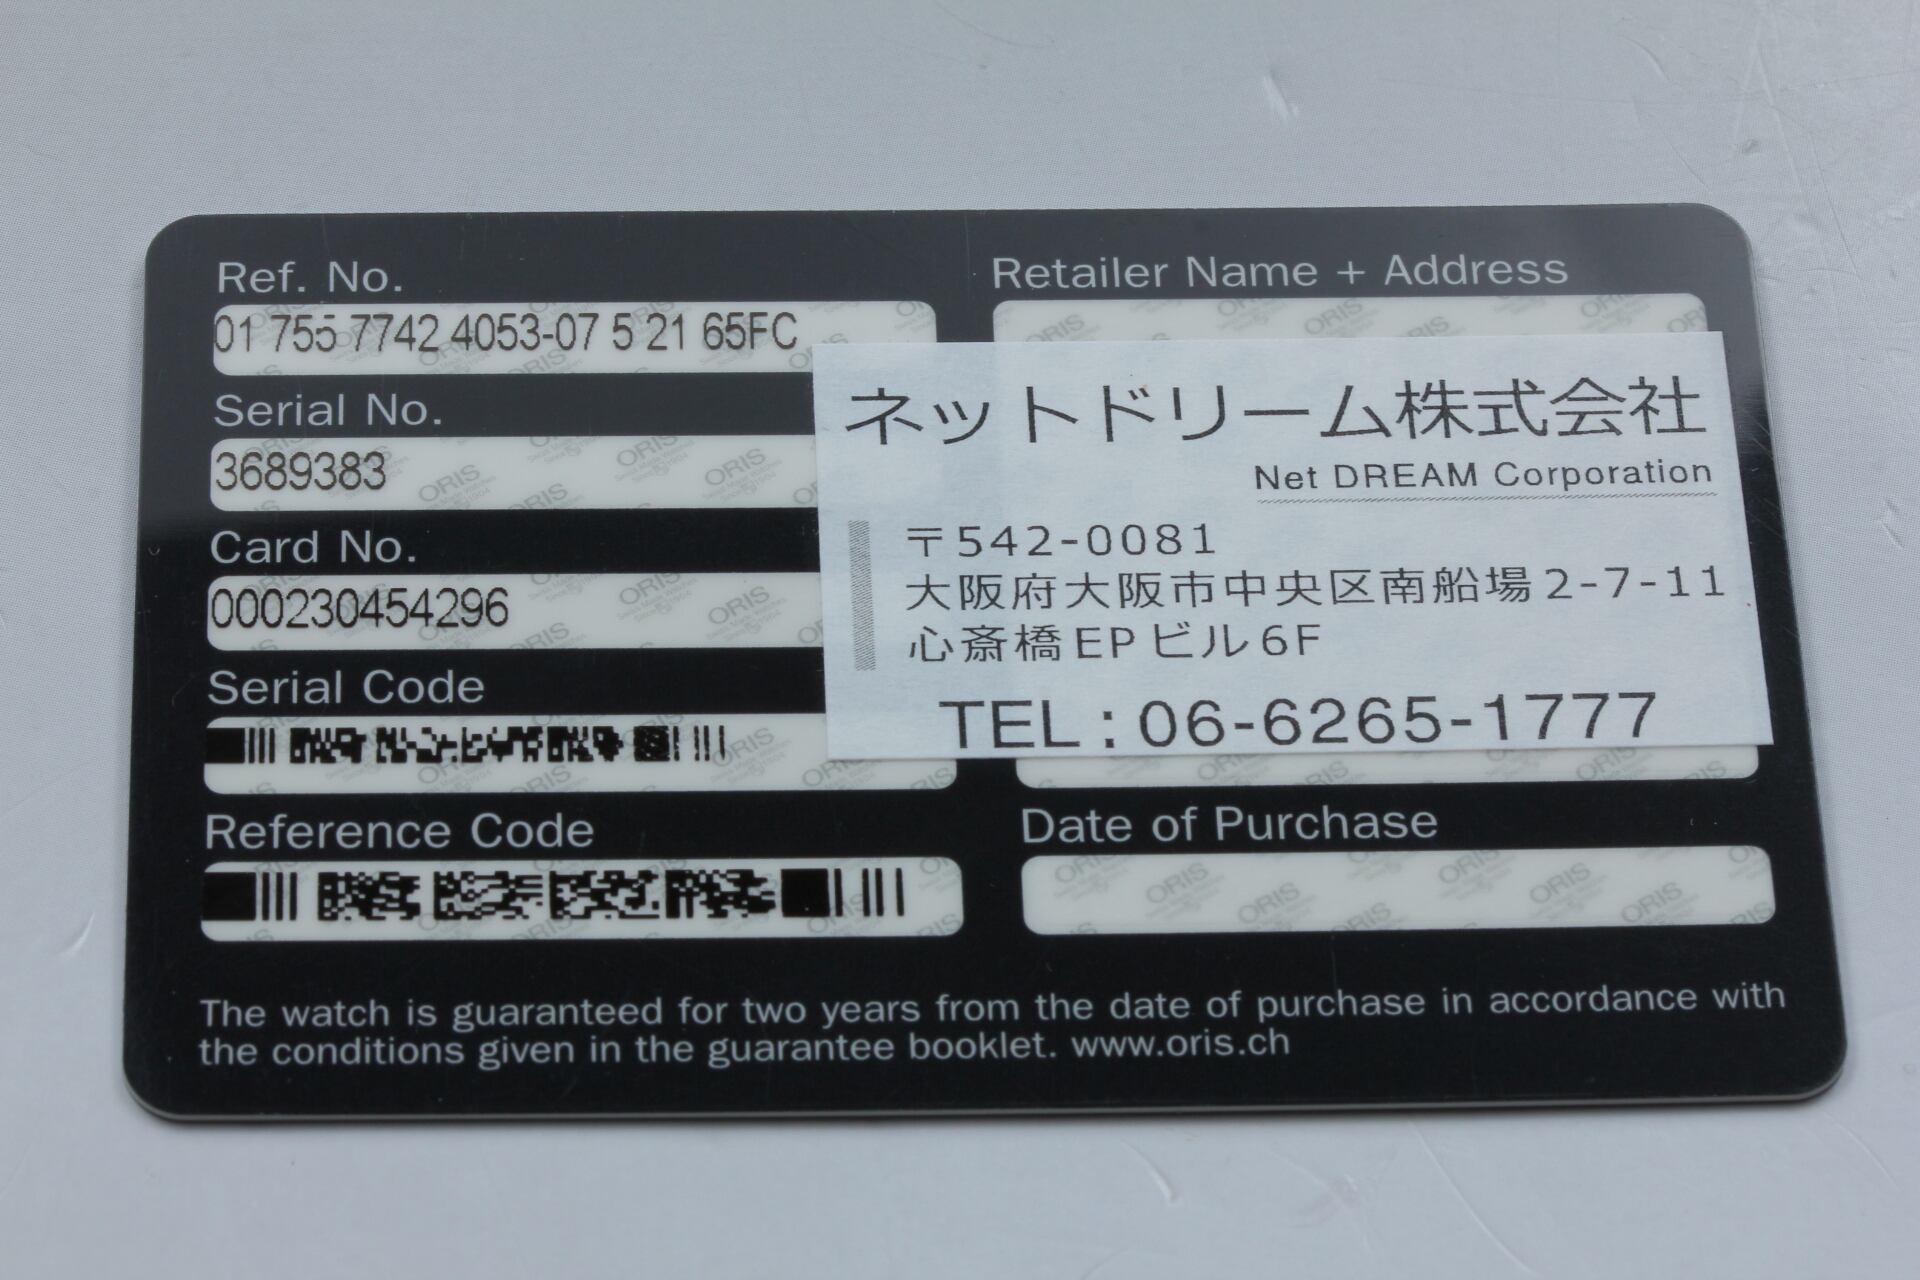 Ref. No.
01 755 7742 4053-07 5 21 65FC
Serial No.
3689383
Card No.
000230454296
Serial Code
Reference Code
Retailer Name + Address
ネットドリーム株式会社
Net DREAM Corporation
〒542-0081
大阪府大阪市中央区南船場2-7-11
心斎橋EPビル6F
TEL:06-6265-1777
Date of Purchase
The watch is guaranteed for two years from the date of purchase in accordance with
the conditions given in the guarantee booklet. www.oris.ch